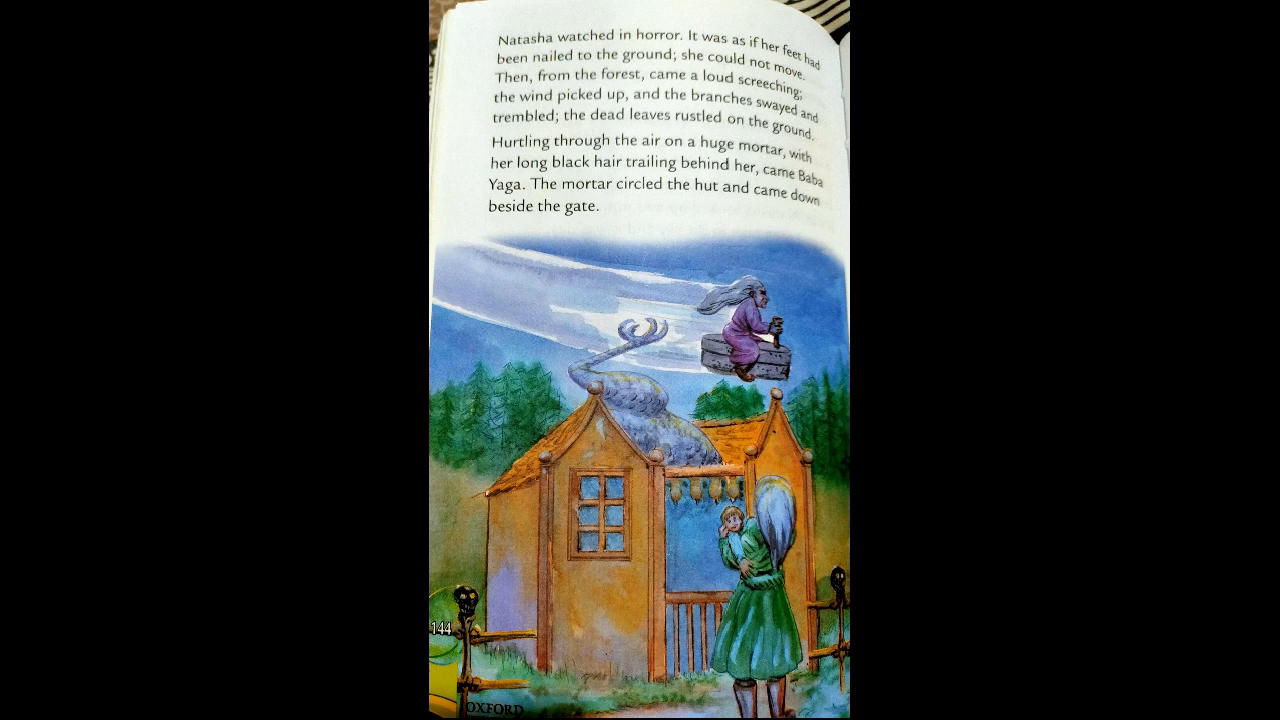 Natasha watched in horror. It was as if her feet had
been nailed to the ground; she could not move.
Then, from the forest, came a loud screeching;
the wind picked up, and the branches swayed and
trembled; the dead leaves rustled on the ground.
Hurtling through the air on a huge mortar, with
her long black hair trailing behind her, came Baba
Yaga. The mortar circled the hut and came down
beside the gate.
144
OXFORD